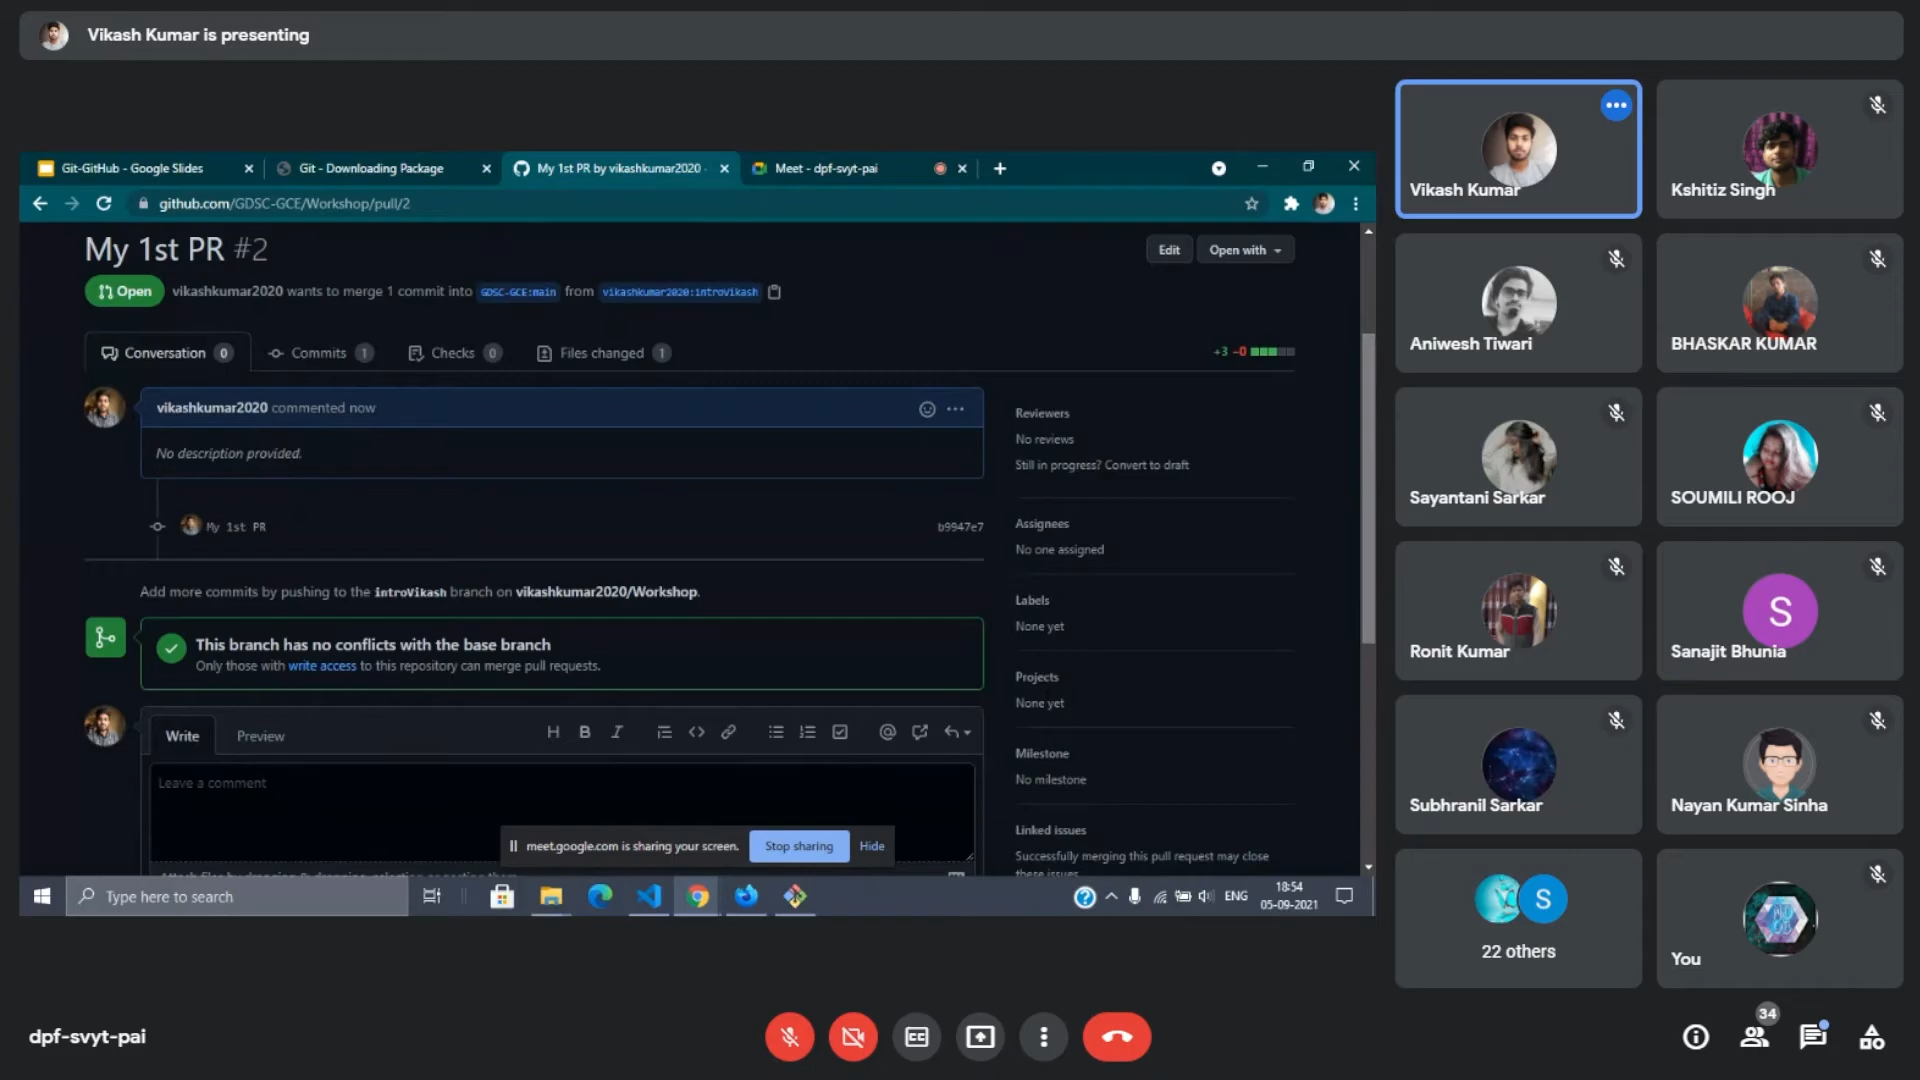 Vikash Kumar is presenting
Git-GitHub - Google Slides
Git - Downloading Package
My 1st PR by vikashkumar2020 ·
Meet - dpf-svyt-pai
github.com/GDSC-GCE/Workshop/pull/2
My 1st PR #2
Edit
Open with
Open
vikashkumar2020 wants to merge 1 commit into GDSC-GCE:main from vikashkumar2020:introVikash
Conversation 0
Commits 1
Checks 0
Files changed 1
+3 −0
vikashkumar2020 commented now
No description provided.
My 1st PR
b9947e7
Add more commits by pushing to the introVikash branch on vikashkumar2020/Workshop.
This branch has no conflicts with the base branch
Only those with write access to this repository can merge pull requests.
Write
Preview
H B I
Leave a comment
Reviewers
No reviews
Still in progress? Convert to draft
Assignees
No one assigned
Labels
None yet
Projects
None yet
Milestone
No milestone
Linked issues
Successfully merging this pull request may close
these issues.
meet.google.com is sharing your screen.
Stop sharing
Hide
Type here to search
ENG
18:54
05-09-2021
Vikash Kumar
Kshitiz Singh
Aniwesh Tiwari
BHASKAR KUMAR
Sayantani Sarkar
SOUMILI ROOJ
Ronit Kumar
S
Sanajit Bhunia
Subhranil Sarkar
Nayan Kumar Sinha
S
22 others
You
dpf-svyt-pai
CC
34